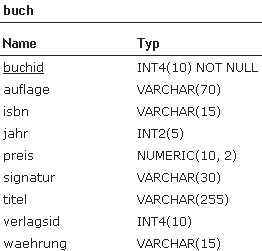 buch
Name Typ
buchid INT4(10) NOT NULL
auflage VARCHAR(70)
isbn VARCHAR(15)
jahr INT2(5)
preis NUMERIC(10, 2)
signatur VARCHAR(30)
titel VARCHAR(255)
verlagsid INT4(10)
waehrung VARCHAR(15)